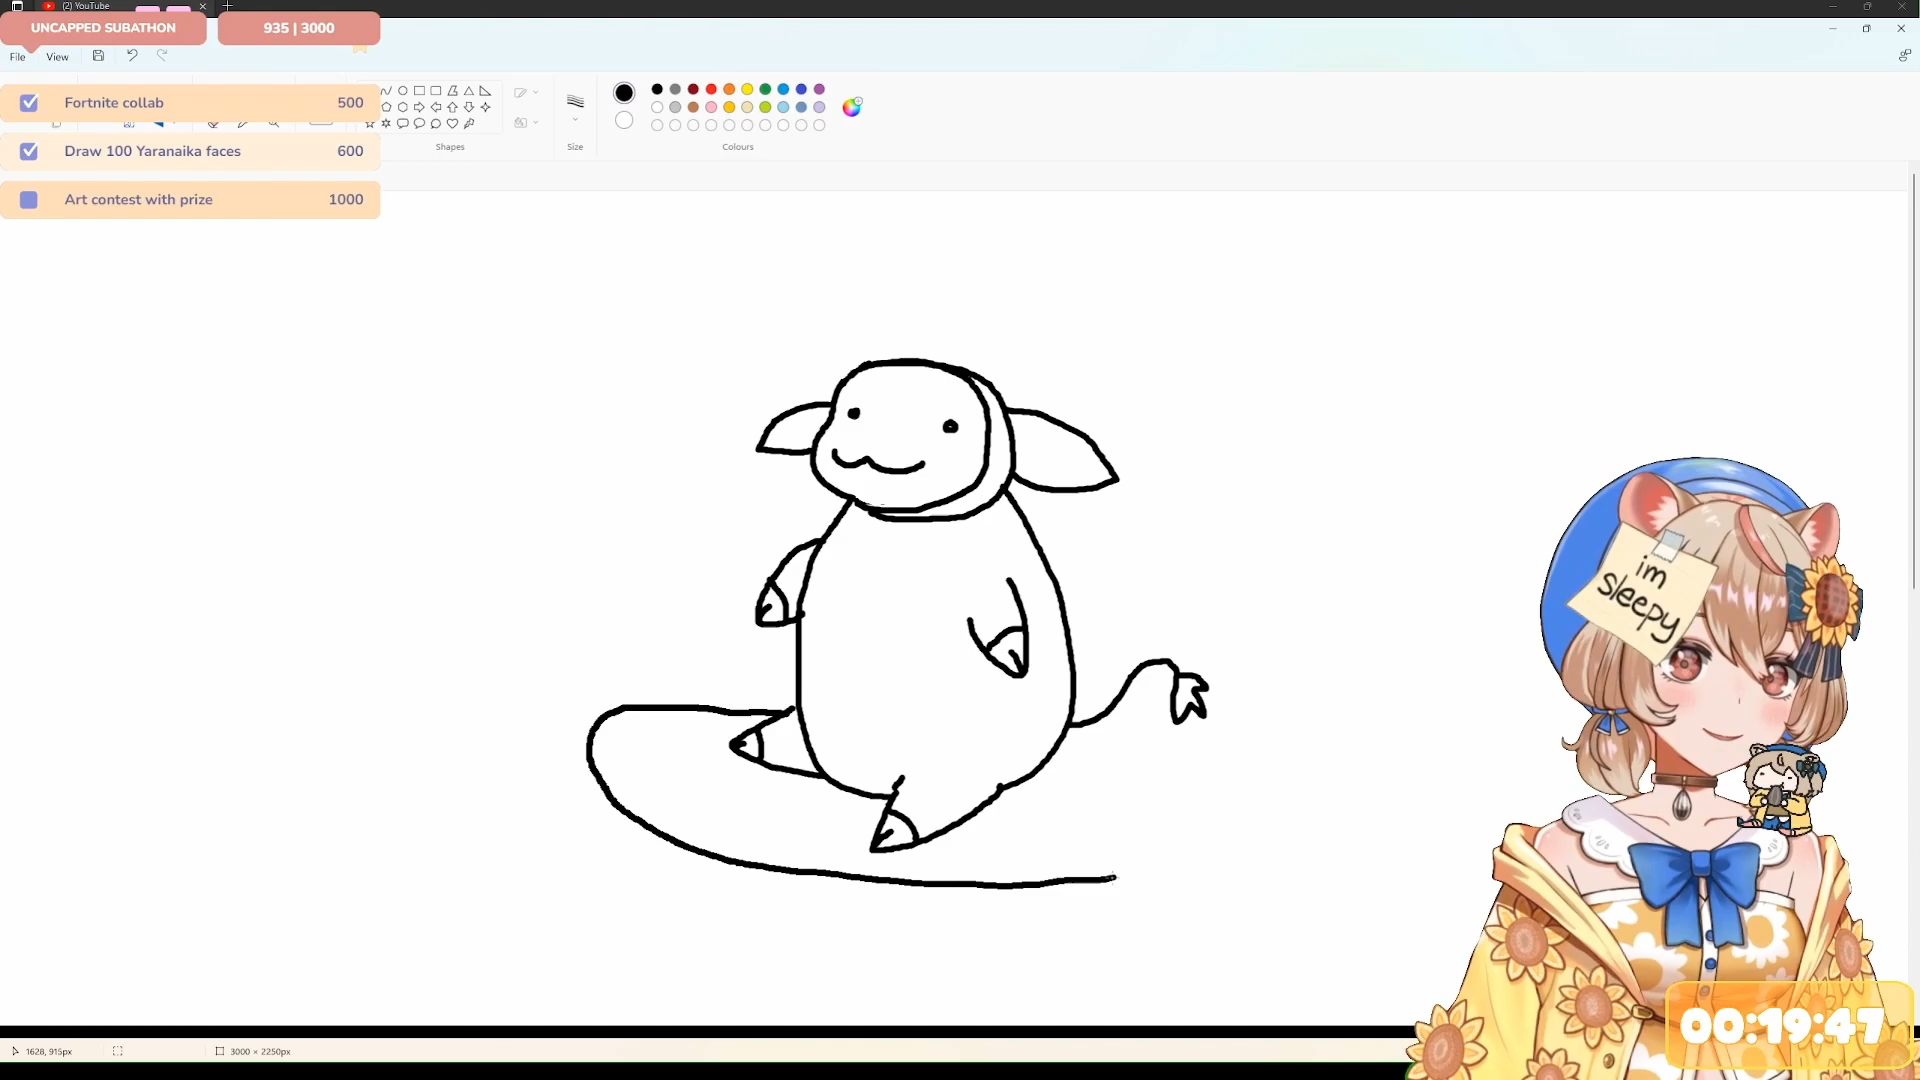 (2) YouTube
UNCAPPED SUBATHON
935 | 3000
File
View
Fortnite collab 500
Draw 100 Yaranaika faces 600
Art contest with prize 1000
Shapes
Size
Colours
im
sleepy
00:19:47
1628, 915px
3000 × 2250px